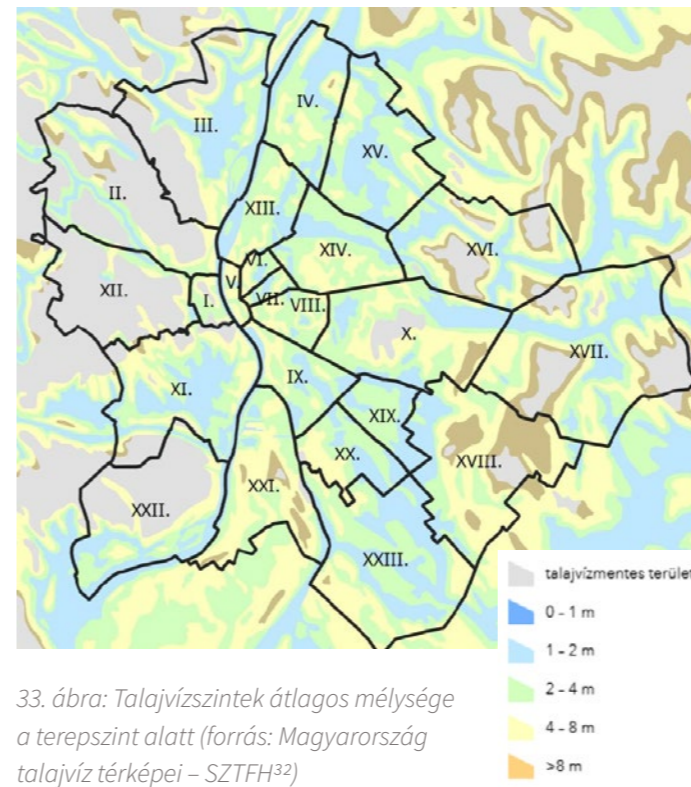 IV.
III.
XV.
II.
XIII.
XIV.
XVI.
VI.
XII.
I.
V.
VII.
VIII.
X.
XVII.
XI.
IX.
XIX.
XX.
XVIII.
XXI.
XXII.
XXIII.
talajvízmentes terület
0 - 1 m
1 - 2 m
2 - 4 m
4 - 8 m
>8 m
33. ábra: Talajvízszintek átlagos mélysége
a terepszint alatt (forrás: Magyarország
talajvíz térképei – SZTFH³²)